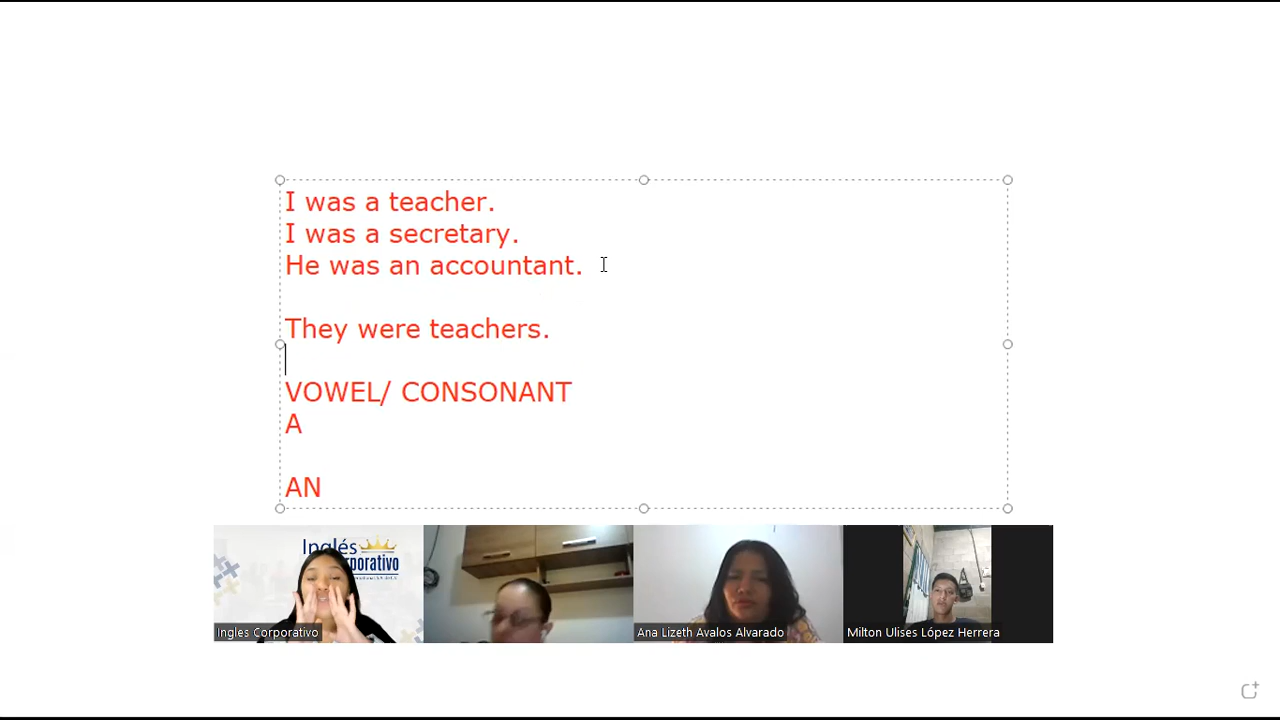 I was a teacher.
I was a secretary.
He was an accountant.
They were teachers.
VOWEL/ CONSONANT
A
AN
Inglés
Ingles Corporativo
Ana Lizeth Avalos Alvarado
Milton Ulises López Herrera